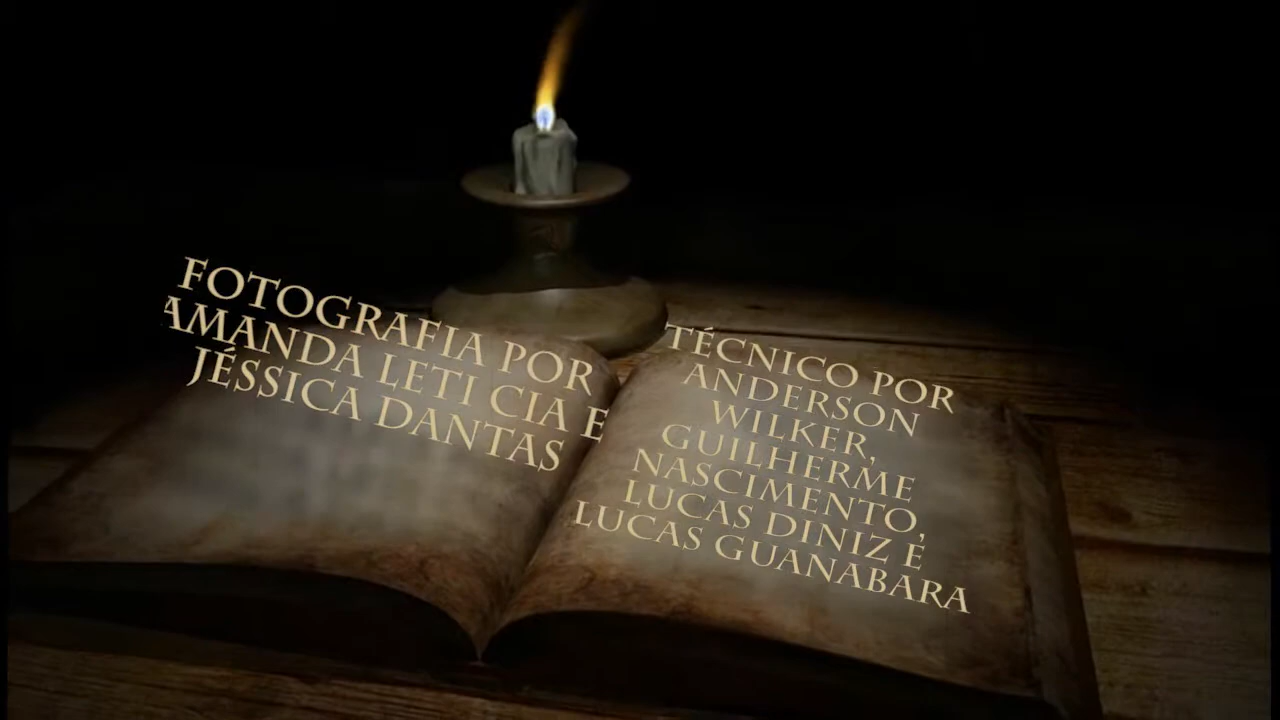 FOTOGRAFIA POR
AMANDA LETI CIA E
JÉSSICA DANTAS
TÉCNICO POR
ANDERSON
WILKER,
GUILHERME
NASCIMENTO,
LUCAS DINIZ E
LUCAS GUANABARA